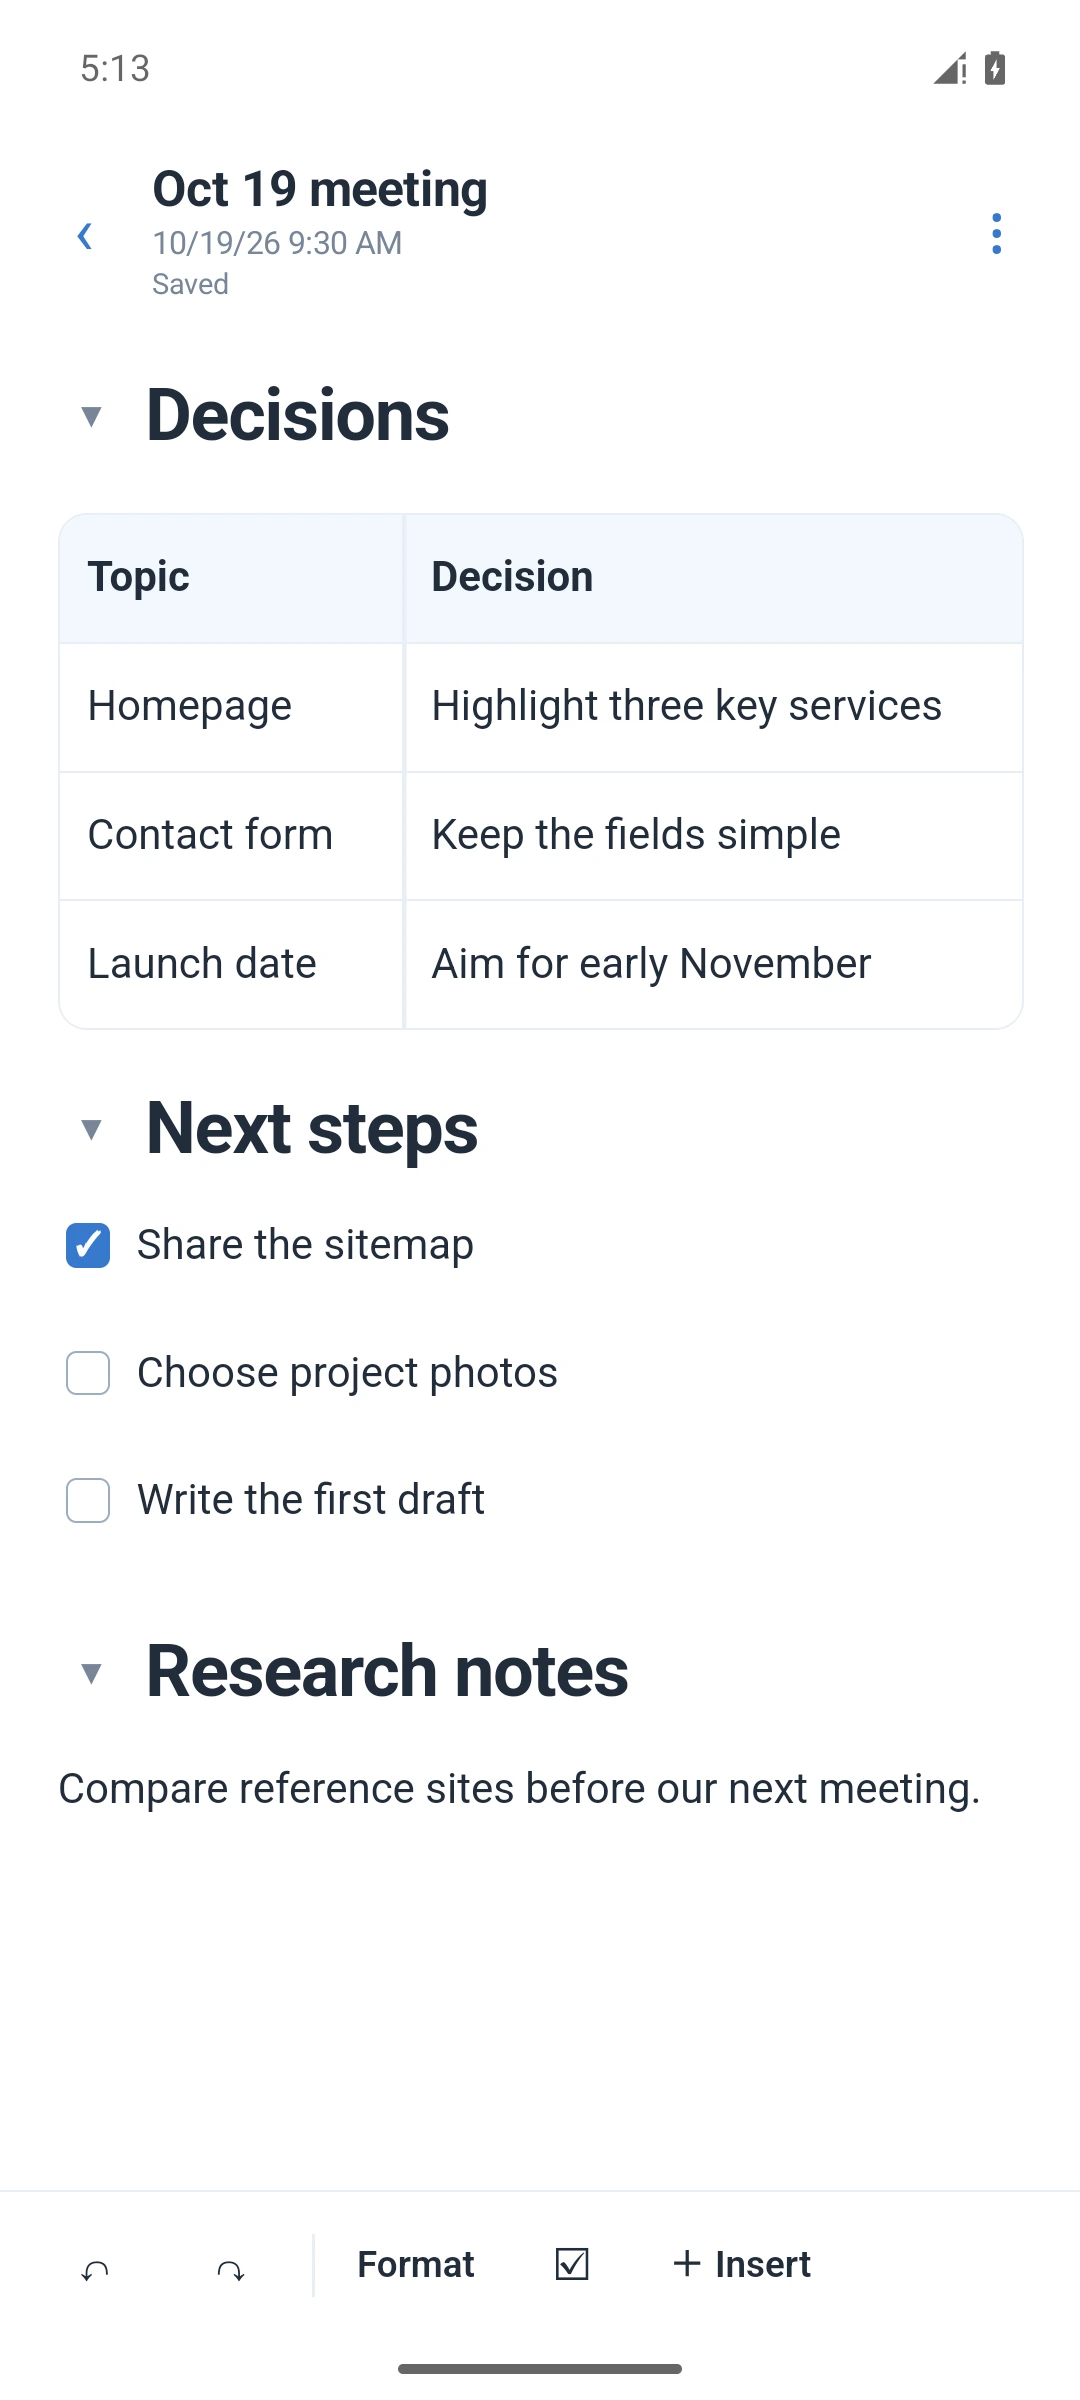 5:13
Oct 19 meeting
10/19/26 9:30 AM
Saved
Decisions
Topic Decision
Homepage Highlight three key services
Contact form Keep the fields simple
Launch date Aim for early November
Next steps
Share the sitemap
Choose project photos
Write the first draft
Research notes
Compare reference sites before our next meeting.
Format + Insert